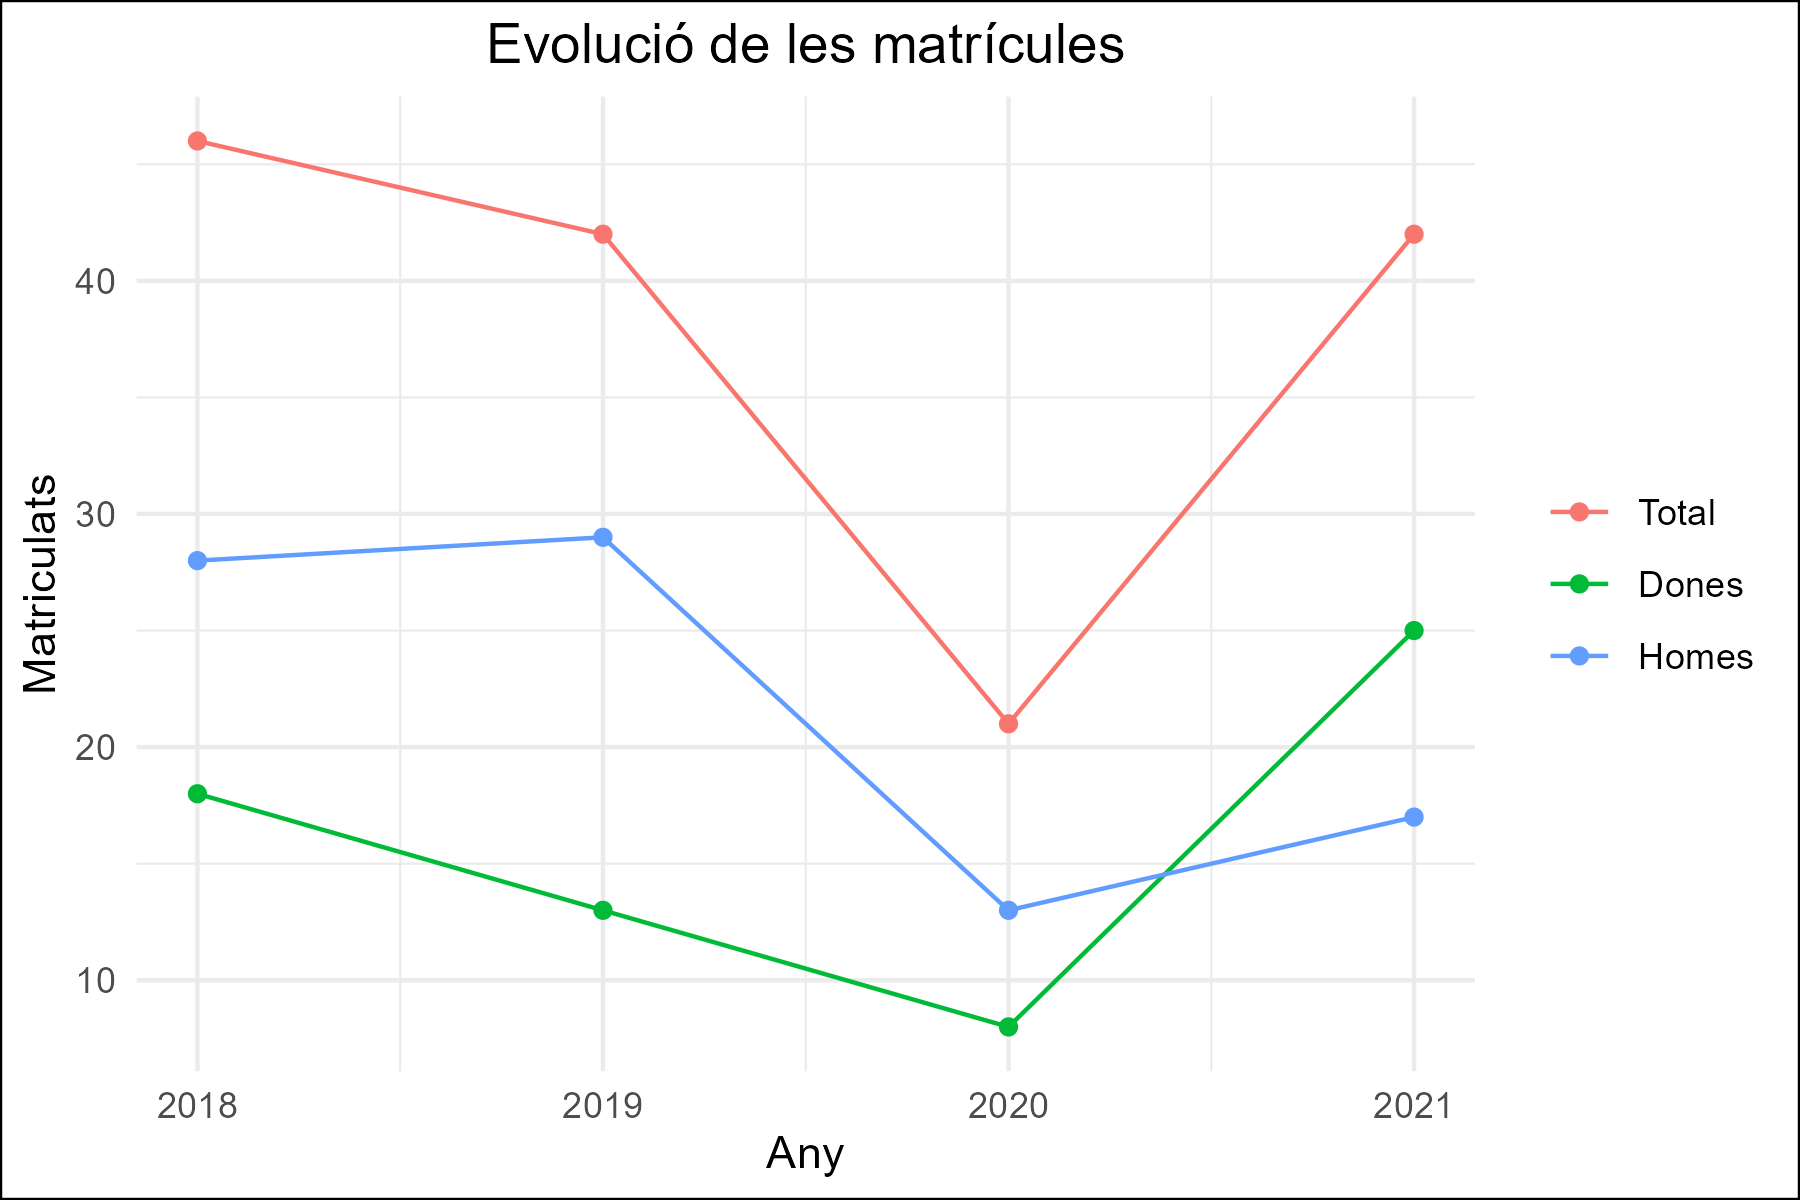 Evolució de les matrícules
Matriculats
40
30
20
10
2018
2019
2020
2021
Any
Total
Dones
Homes